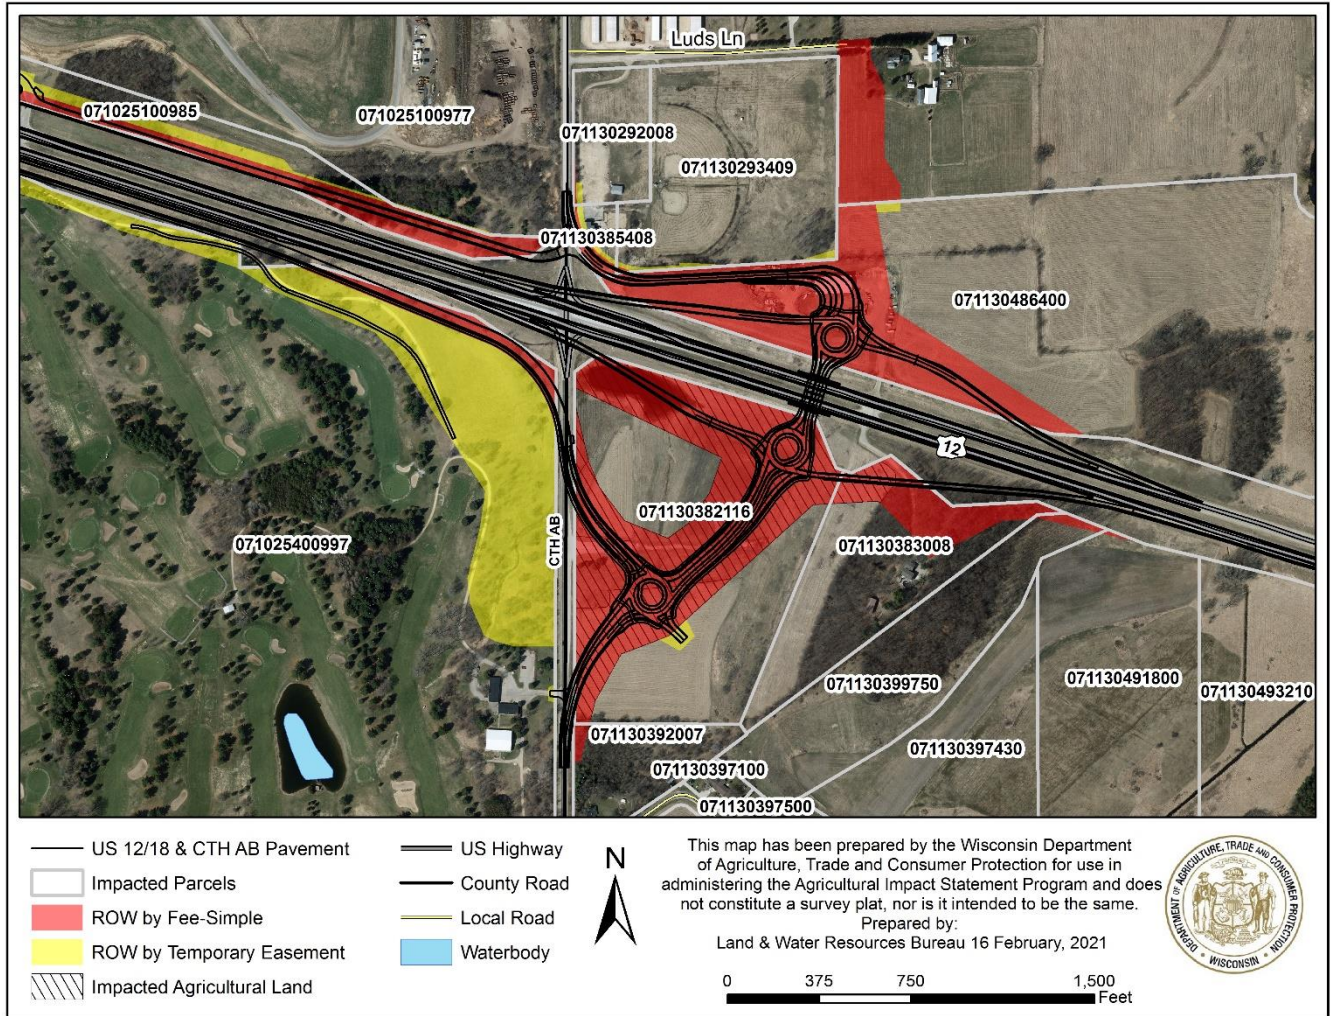 Luds Ln
071025100985
071025100977
071130292008
071130293409
071130385408
071130486400
12
071130382116
CTH AB
071025400997
071130383008
071130399750
071130491800
071130493210
071130392007
071130397430
071130397100
071130397500
US 12/18 & CTH AB Pavement
Impacted Parcels
ROW by Fee-Simple
ROW by Temporary Easement
Impacted Agricultural Land
US Highway
County Road
Local Road
Waterbody
N
This map has been prepared by the Wisconsin Department
of Agriculture, Trade and Consumer Protection for use in
administering the Agricultural Impact Statement Program and does
not constitute a survey plat, nor is it intended to be the same.
Prepared by:
Land & Water Resources Bureau 16 February, 2021
0 375 750 1,500
Feet
DEPARTMENT OF AGRICULTURE, TRADE AND CONSUMER PROTECTION
WISCONSIN